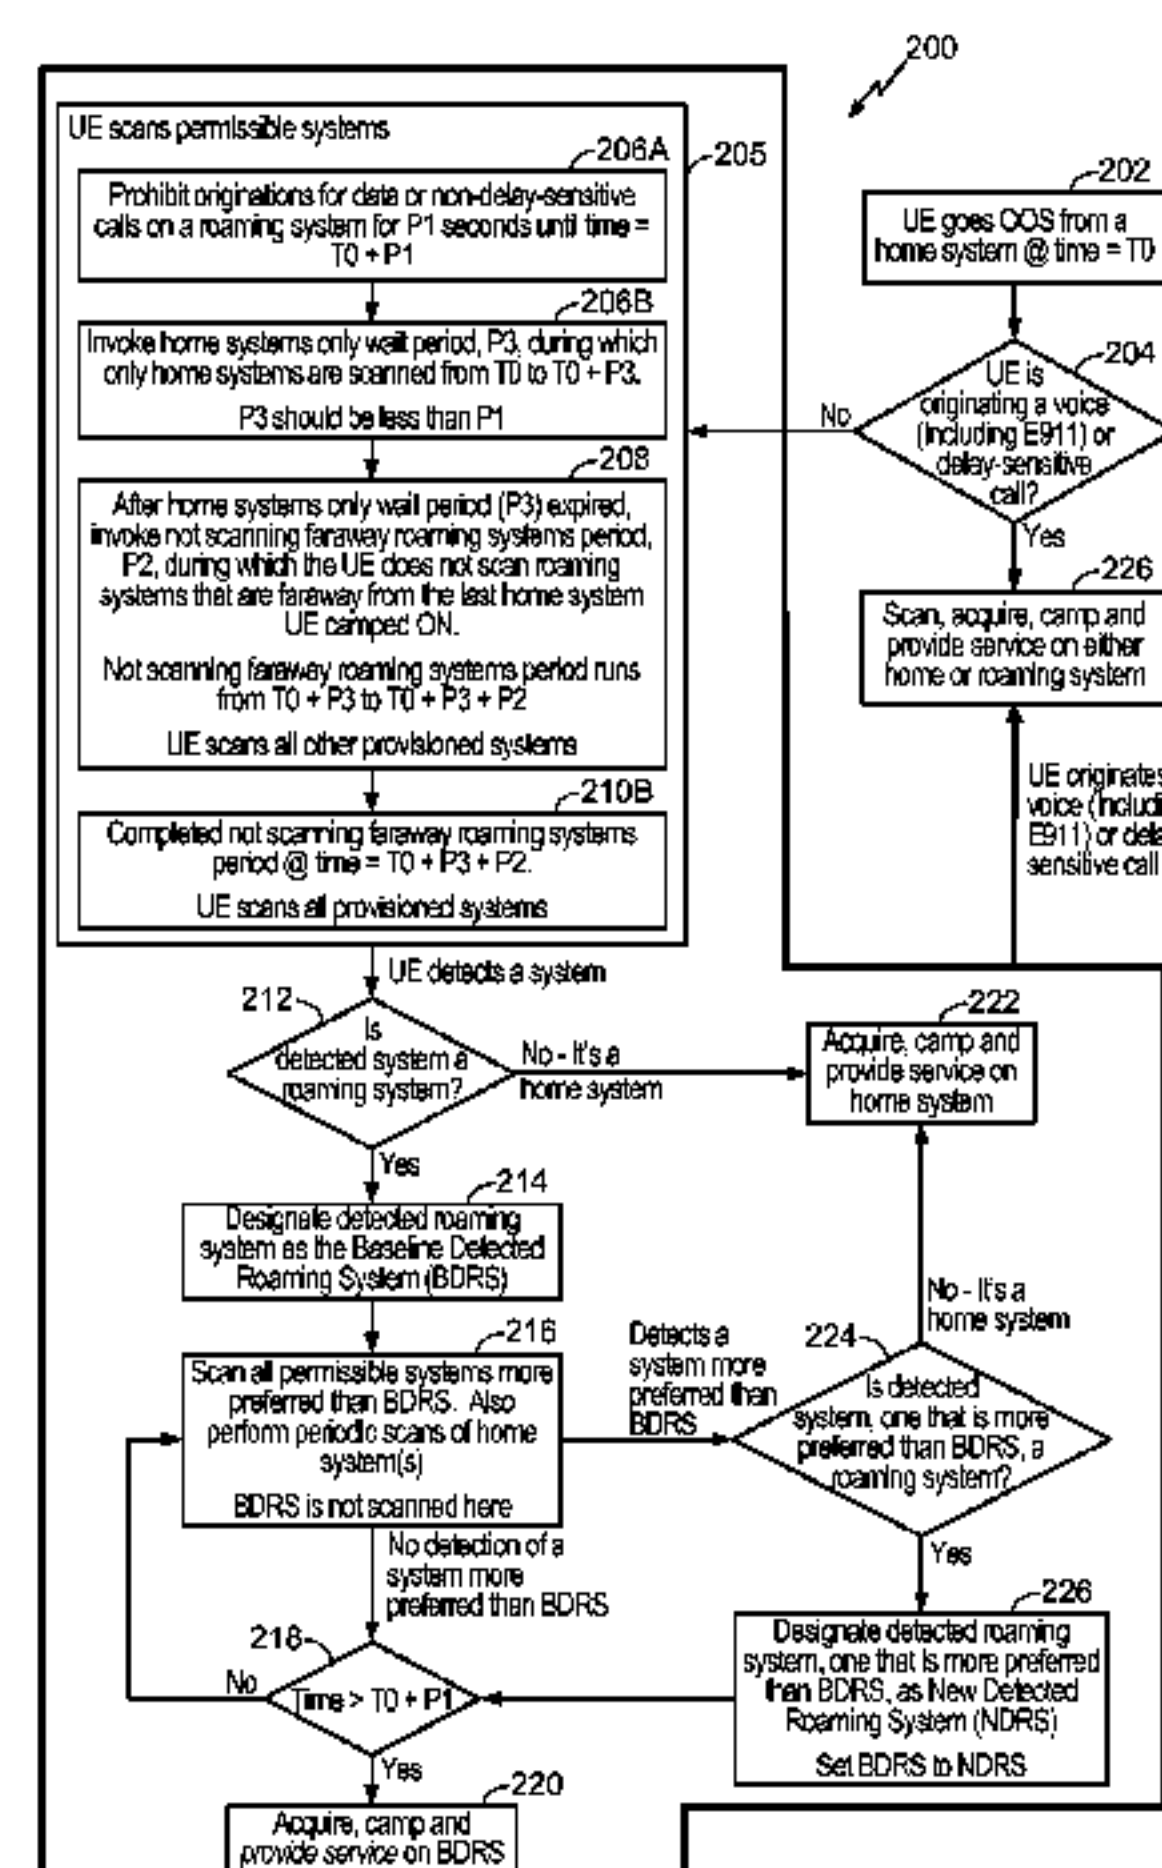 200
UE scans permissible systems
206A
205
Prohibit originations for data or non-delay-sensitive
calls on a roaming system for P1 seconds until time =
T0 + P1
206B
Invoke home systems only wait period, P3, during which
only home systems are scanned from T0 to T0 + P3.
P3 should be less than P1
208
After home systems only wait period (P3) expired,
invoke not scanning faraway roaming systems period,
P2, during which the UE does not scan roaming
systems that are faraway from the last home system
UE camped ON.
Not scanning faraway roaming systems period runs
from T0 + P3 to T0 + P3 + P2
UE scans all other provisioned systems
210B
Completed not scanning faraway roaming systems
period @ time = T0 + P3 + P2.
UE scans all provisioned systems
202
UE goes OOS from a
home system @ time = T0
204
UE is
originating a voice
(including E911) or
delay-sensitive
call?
No
Yes
226
Scan, acquire, camp and
provide service on either
home or roaming system
UE originates
voice (includi
E911) or dela
sensitive call
UE detects a system
212
Is
detected system a
roaming system?
No - It's a
home system
222
Acquire, camp and
provide service on
home system
Yes
214
Designate detected roaming
system as the Baseline Detected
Roaming System (BDRS)
216
Scan all permissible systems more
preferred than BDRS. Also
perform periodic scans of home
system(s)
BDRS is not scanned here
Detects a
system more
preferred than
BDRS
No - It's a
home system
224
Is detected
system, one that is more
preferred than BDRS, a
roaming system?
Yes
226
Designate detected roaming
system, one that is more preferred
than BDRS, as New Detected
Roaming System (NDRS)
Set BDRS to NDRS
No detection of a
system more
preferred than BDRS
218
No
Time > T0 + P1
Yes
220
Acquire, camp and
provide service on BDRS